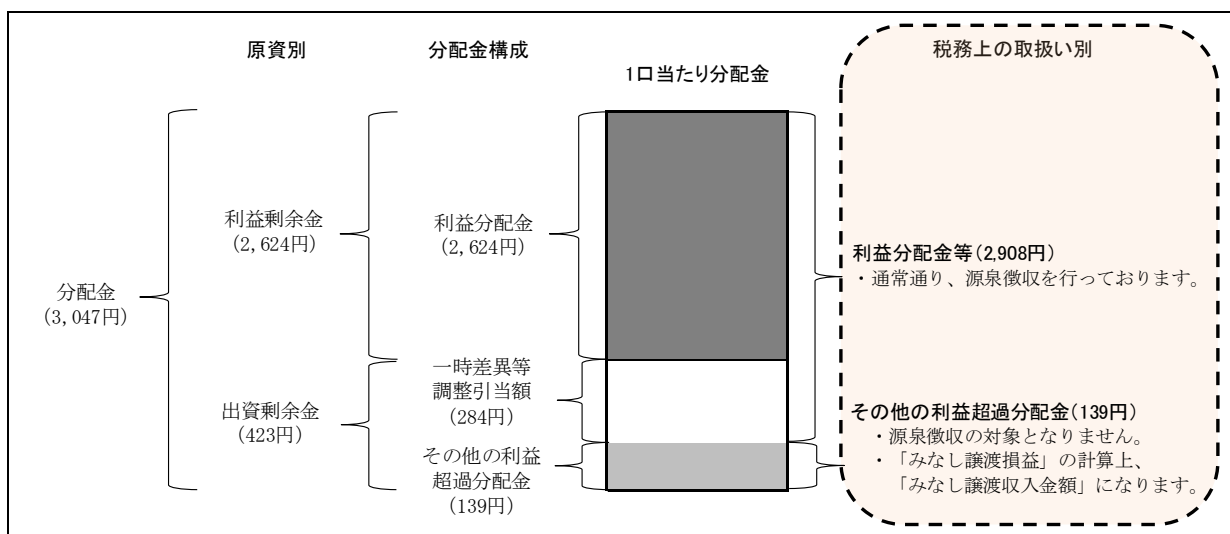 原資別
分配金構成
1口当たり分配金
税務上の取扱い別
分配金
(3,047円)
利益剰余金
(2,624円)
出資剰余金
(423円)
利益分配金
(2,624円)
一時差異等
調整引当額
(284円)
その他の利益
超過分配金
(139円)
利益分配金等(2,908円)
・通常通り、源泉徴収を行っております。
その他の利益超過分配金(139円)
・源泉徴収の対象となりません。
・「みなし譲渡損益」の計算上、
「みなし譲渡収入金額」になります。